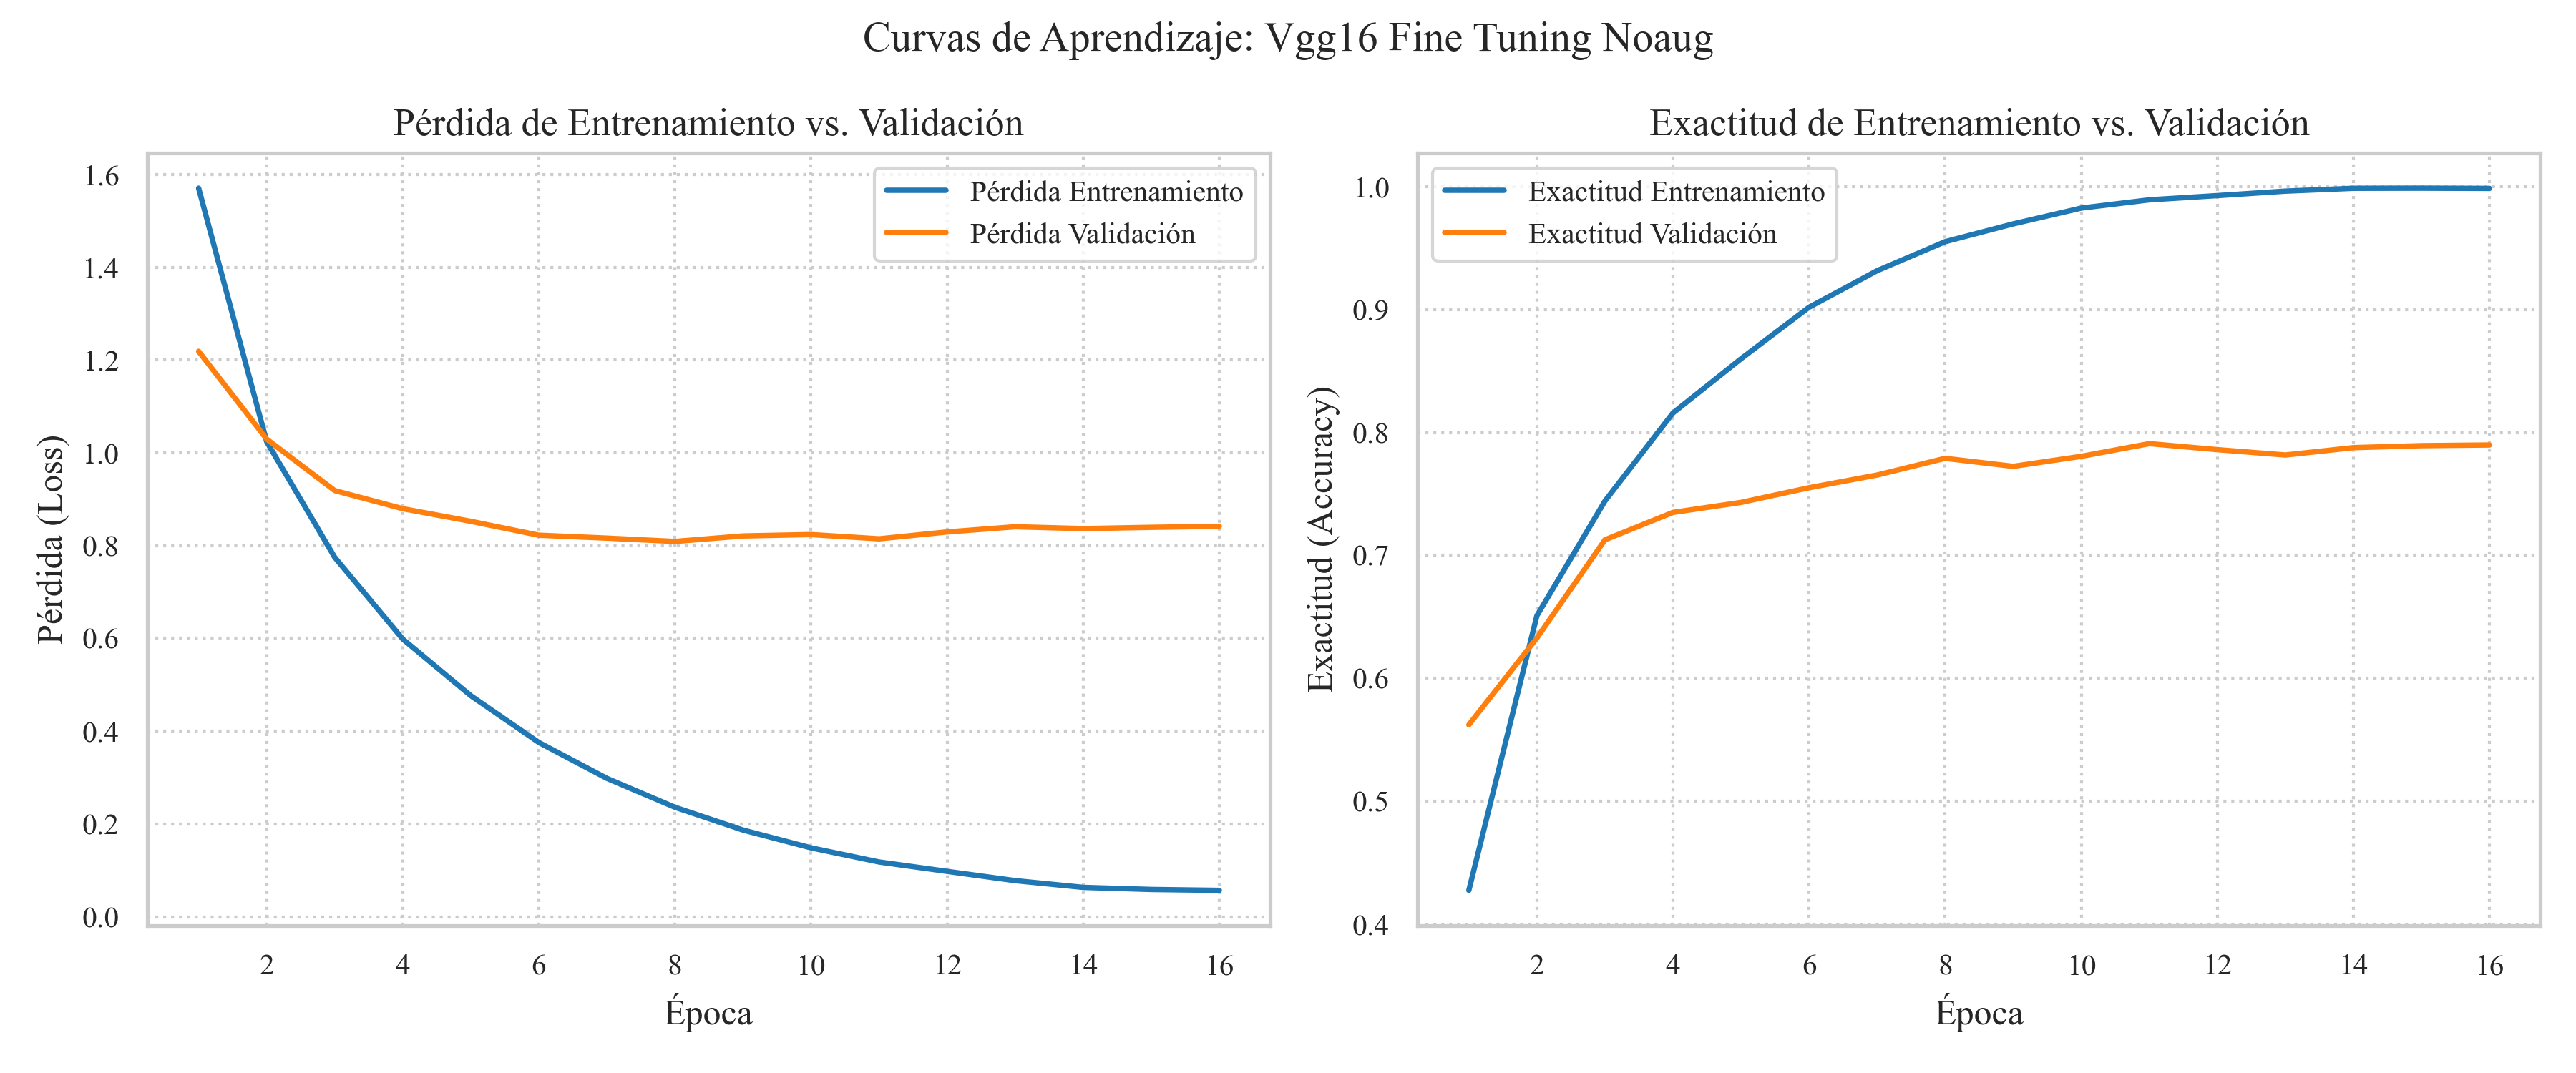 Curvas de Aprendizaje: Vgg16 Fine Tuning Noaug
Pérdida de Entrenamiento vs. Validación
Pérdida Entrenamiento
Pérdida Validación
1.6
1.4
1.2
1.0
0.8
0.6
0.4
0.2
0.0
Pérdida (Loss)
2 4 6 8 10 12 14 16
Época
Exactitud de Entrenamiento vs. Validación
Exactitud Entrenamiento
Exactitud Validación
1.0
0.9
0.8
0.7
0.6
0.5
0.4
Exactitud (Accuracy)
2 4 6 8 10 12 14 16
Época